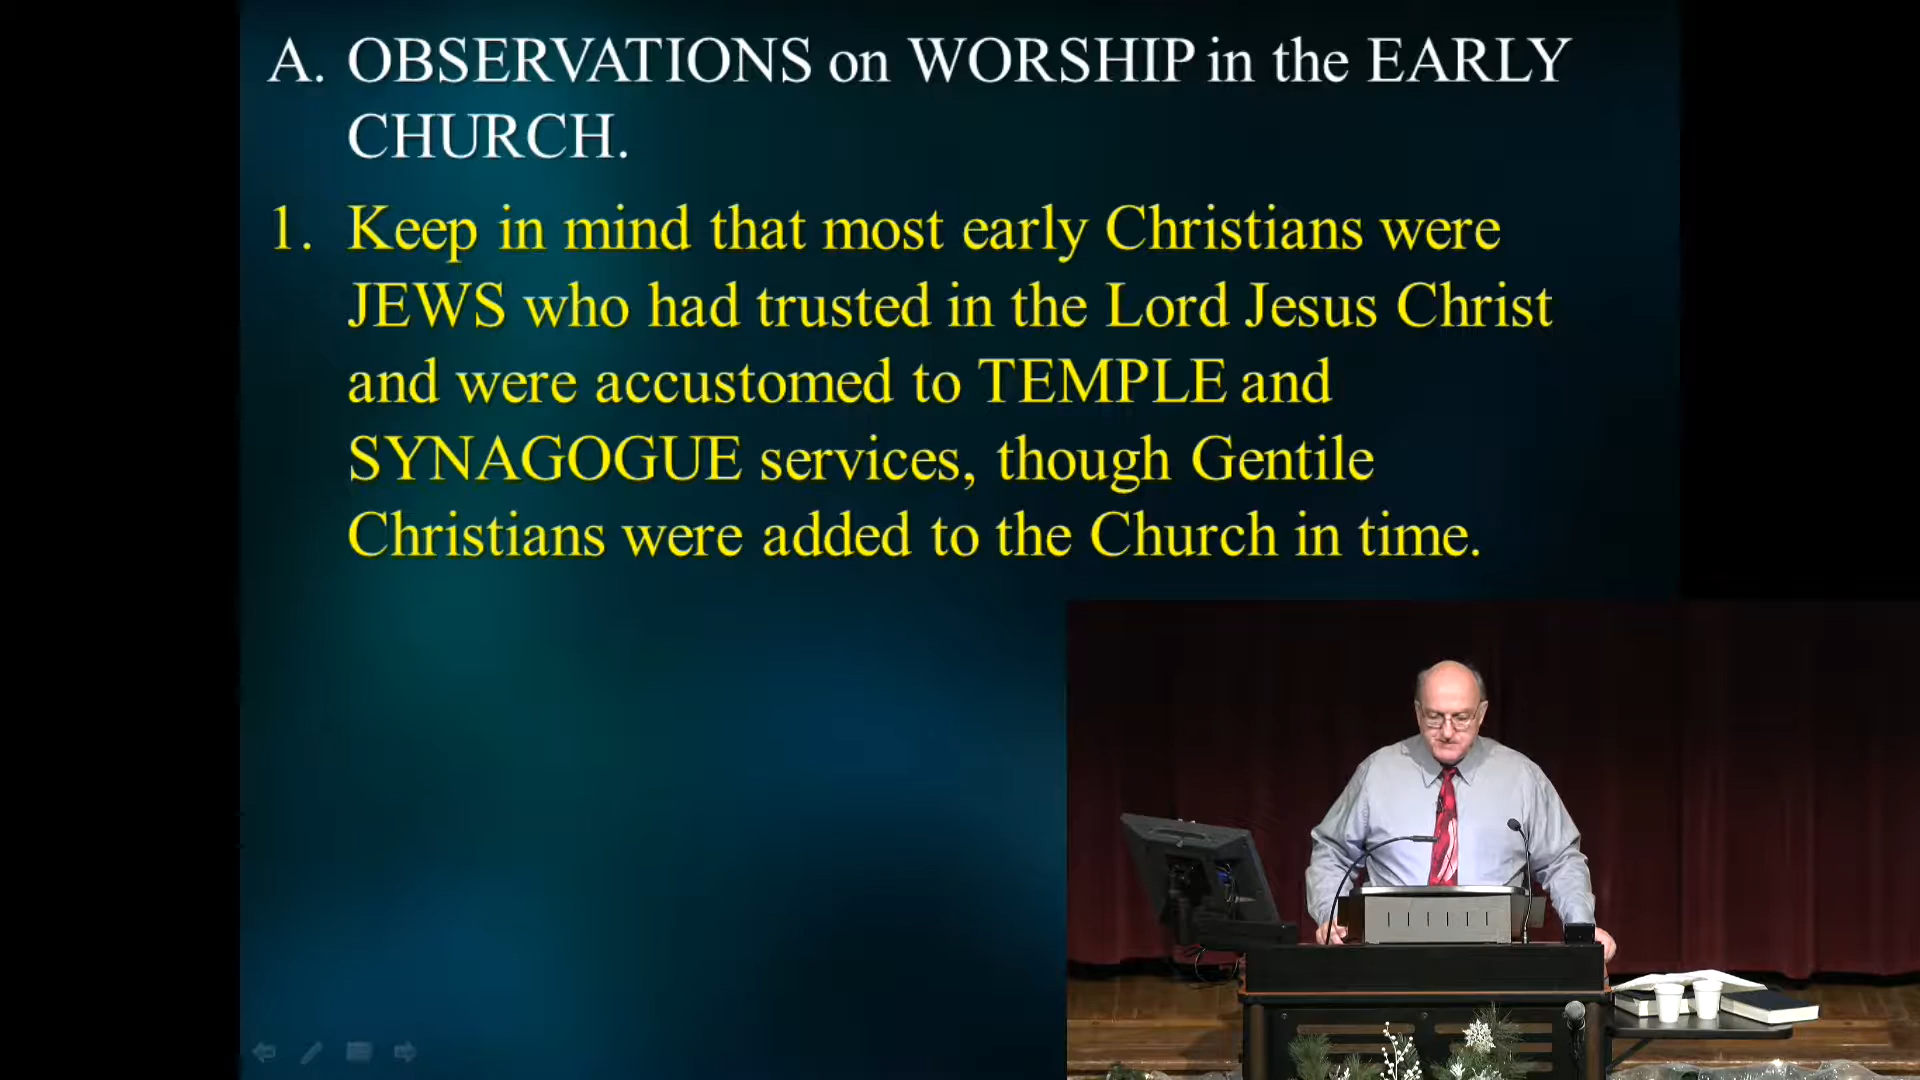 A. OBSERVATIONS on WORSHIP in the EARLY
CHURCH.
1. Keep in mind that most early Christians were
JEWS who had trusted in the Lord Jesus Christ
and were accustomed to TEMPLE and
SYNAGOGUE services, though Gentile
Christians were added to the Church in time.